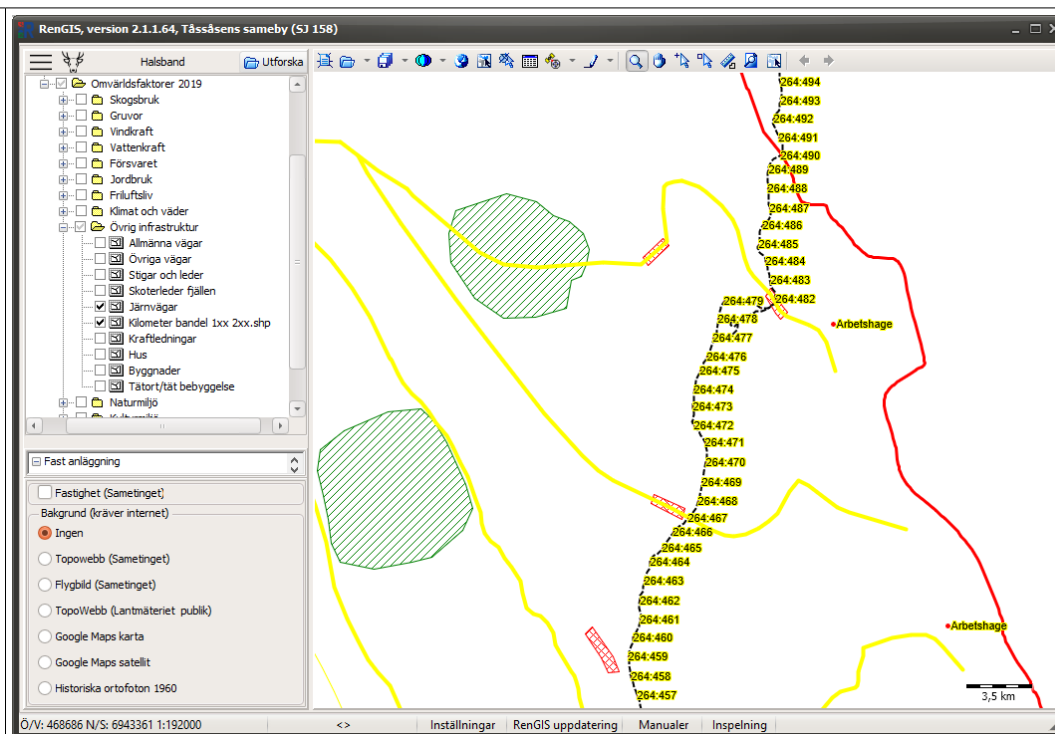 RenGIS, version 2.1.1.64, Tåssåsens sameby (SJ 158)
Halsband
Utforska
Omvärldsfaktorer 2019
Skogsbruk
Gruvor
Vindkraft
Vattenkraft
Försvaret
Jordbruk
Friluftsliv
Klimat och väder
Övrig infrastruktur
Allmänna vägar
Övriga vägar
Stigar och leder
Skoterleder fjällen
Järnvägar
Kilometer bandel 1xx 2xx.shp
Kraftledningar
Hus
Byggnader
Tätort/tät bebyggelse
Naturmiljö
Kulturmiljö
Fast anläggning
Fastighet (Sametinget)
Bakgrund (kräver internet)
Ingen
Topowebb (Sametinget)
Flygbild (Sametinget)
TopoWebb (Lantmäteriet publik)
Google Maps karta
Google Maps satellit
Historiska ortofoton 1960
264:494
264:493
264:492
264:491
264:490
264:489
264:488
264:487
264:486
264:485
264:484
264:483
264:482
264:479
264:478
264:477
264:476
264:475
264:474
264:473
264:472
264:471
264:470
264:469
264:468
264:467
264:466
264:465
264:464
264:463
264:462
264:461
264:460
264:459
264:458
264:457
Arbetshage
Arbetshage
3,5 km
Ö/V: 468686 N/S: 6943361 1:192000
<>
Inställningar
RenGIS uppdatering
Manualer
Inspelning